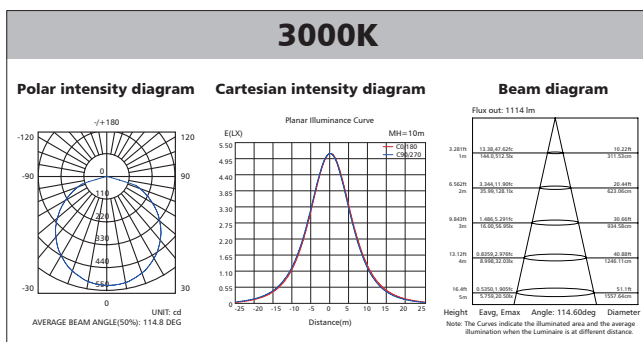 3000K
Polar intensity diagram
-/+180
-120
120
-90
90
0
110
220
330
440
550
-30
30
0
UNIT: cd
AVERAGE BEAM ANGLE(50%): 114.8 DEG
Cartesian intensity diagram
Planar Illuminance Curve
E(LX)
MH=10m
C0/180
C90/270
5.50
4.95
4.40
3.85
3.30
2.75
2.20
1.65
1.10
0.55
0
-25 -20 -15 -10 -5 0 5 10 15 20 25
Distance(m)
Beam diagram
Flux out: 1114 lm
3.281ft 13.38,47.62fc 10.22ft
1m 144.0,512.5lx 311.53cm
6.562ft 3.344,11.90fc 20.44ft
2m 35.99,128.1lx 623.06cm
9.843ft 1.486,5.291fc 30.66ft
3m 16.00,56.95lx 934.58cm
13.12ft 0.8359,2.976fc 40.88ft
4m 8.998,32.03lx 1246.11cm
16.4ft 0.5350,1.905fc 51.1ft
5m 5.759,20.50lx 1557.64cm
Height Eavg, Emax Angle: 114.60deg Diameter
Note: The Curves indicate the illuminated area and the average
illumination when the Luminaire is at different distance.